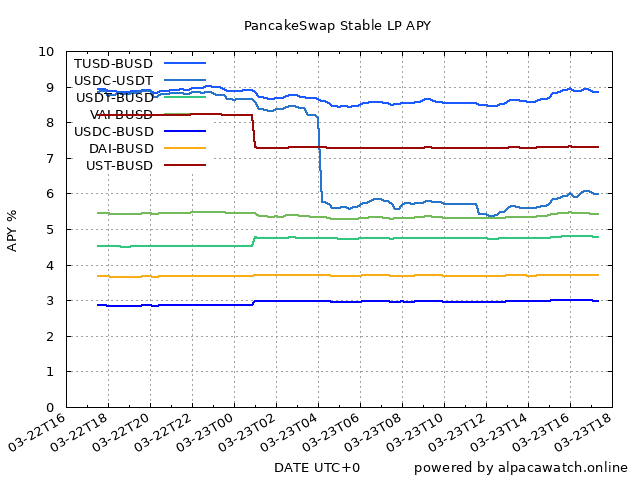 PancakeSwap Stable LP APY
10
9
8
7
6
5
4
3
2
1
0
APY %
TUSD-BUSD
USDC-USDT
USDT-BUSD
VAI-BUSD
USDC-BUSD
DAI-BUSD
UST-BUSD
03-22T16
03-22T18
03-22T20
03-22T22
03-23T00
03-23T02
03-23T04
03-23T06
03-23T08
03-23T10
03-23T12
03-23T14
03-23T16
03-23T18
DATE UTC+0
powered by alpacawatch.online